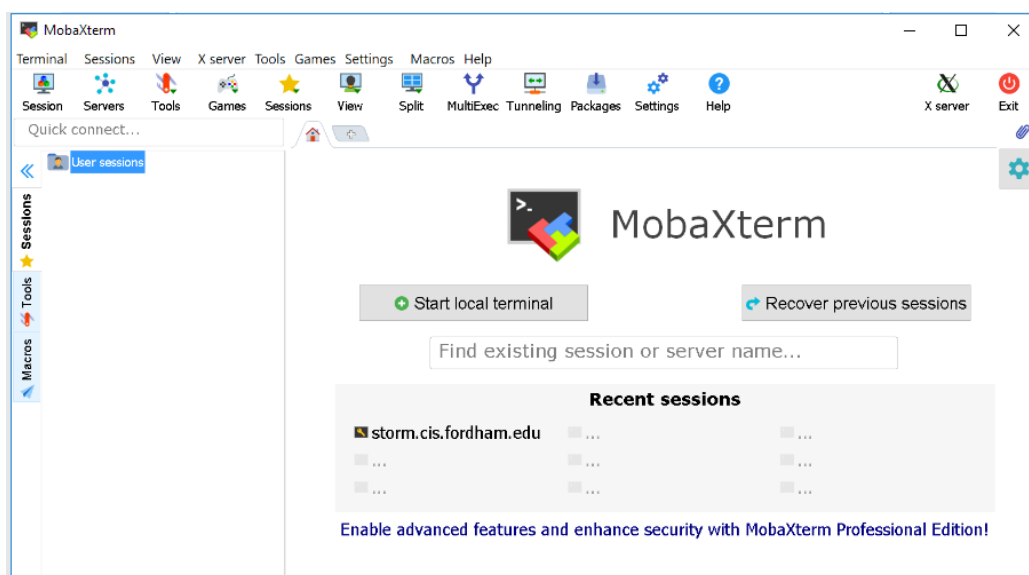 MobaXterm
Terminal Sessions View X server Tools Games Settings Macros Help
Session Servers Tools Games Sessions View Split MultiExec Tunneling Packages Settings Help X server Exit
Quick connect...
User sessions
Sessions
Tools
Macros
>_
MobaXterm
Start local terminal
Recover previous sessions
Find existing session or server name...
Recent sessions
storm.cis.fordham.edu ... ...
... ... ...
... ... ...
Enable advanced features and enhance security with MobaXterm Professional Edition!